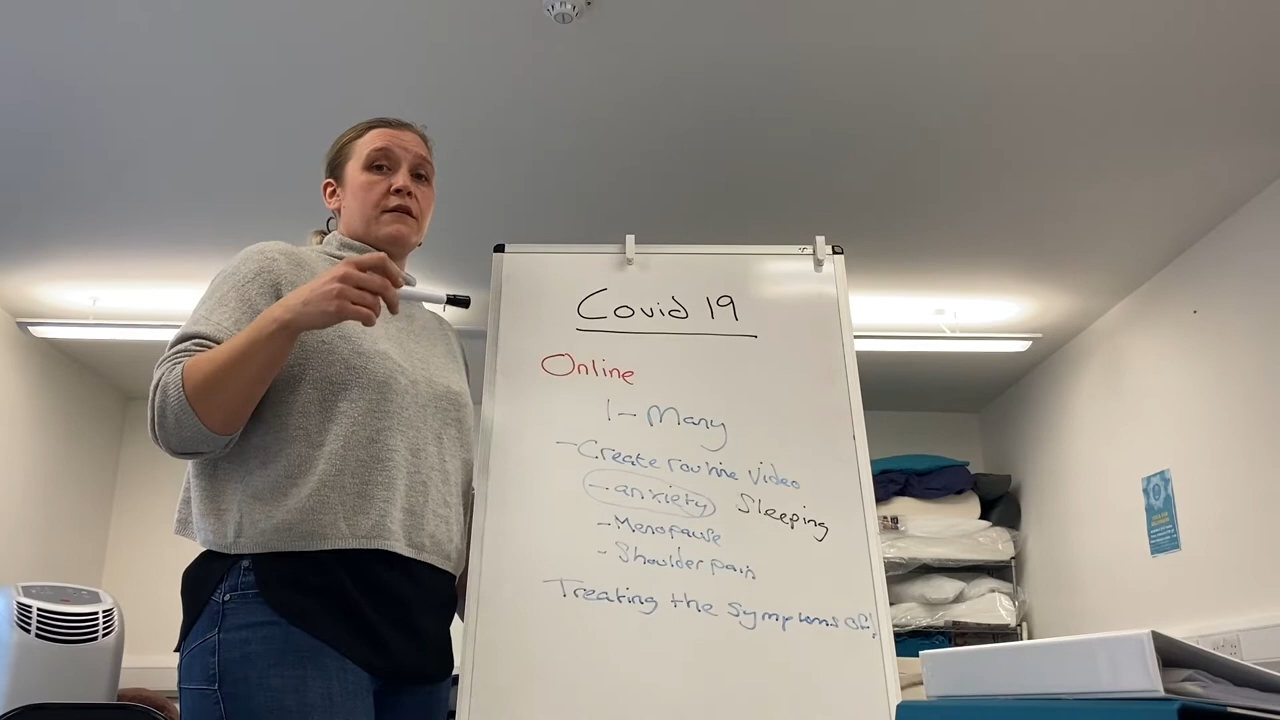 Covid 19
Online
1 - Many
- Create routine video
- anxiety Sleeping
- Menopause
- Shoulder pain
Treating the symptoms of!